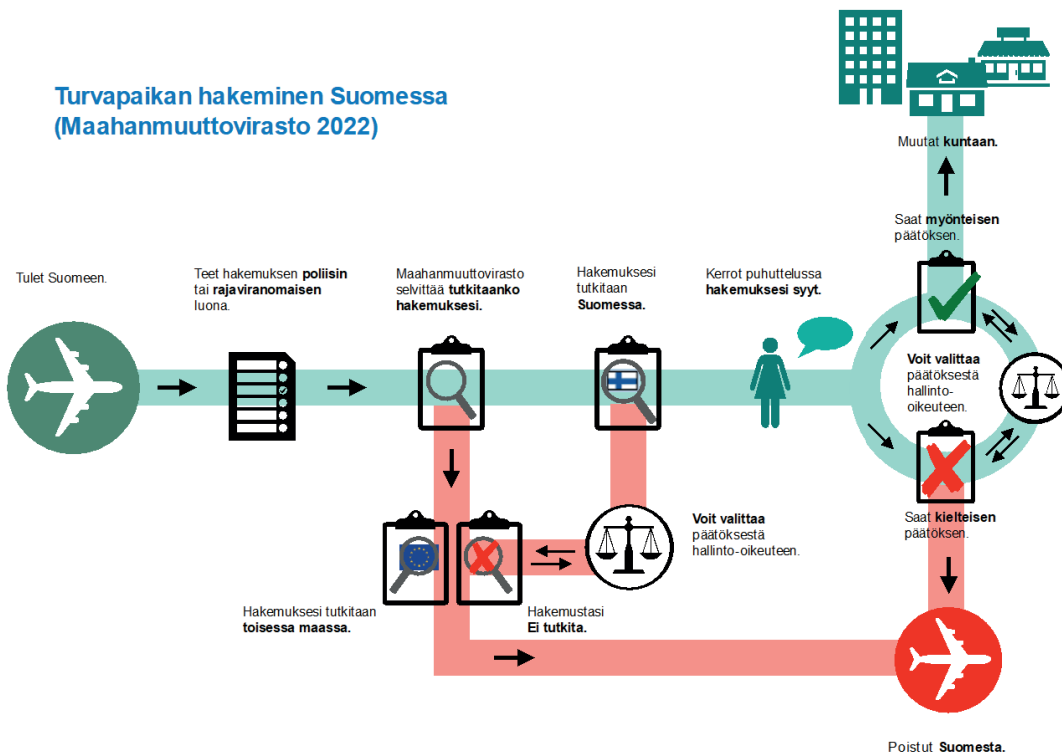 Turvapaikan hakeminen Suomessa
(Maahanmuuttovirasto 2022)
Muutat kuntaan.
Saat myönteisen
päätöksen.
Tulet Suomeen.
Teet hakemuksen poliisin
tai rajaviranomaisen
luona.
Maahanmuuttovirasto
selvittää tutkitaanko
hakemuksesi.
Hakemuksesi
tutkitaan
Suomessa.
Kerrot puhuttelussa
hakemuksesi syyt.
Voit valittaa
päätöksestä
hallinto-
oikeuteen.
Saat kielteisen
päätöksen.
Voit valittaa
päätöksestä
hallinto-oikeuteen.
Hakemuksesi tutkitaan
toisessa maassa.
Hakemustasi
Ei tutkita.
Poistut Suomesta.